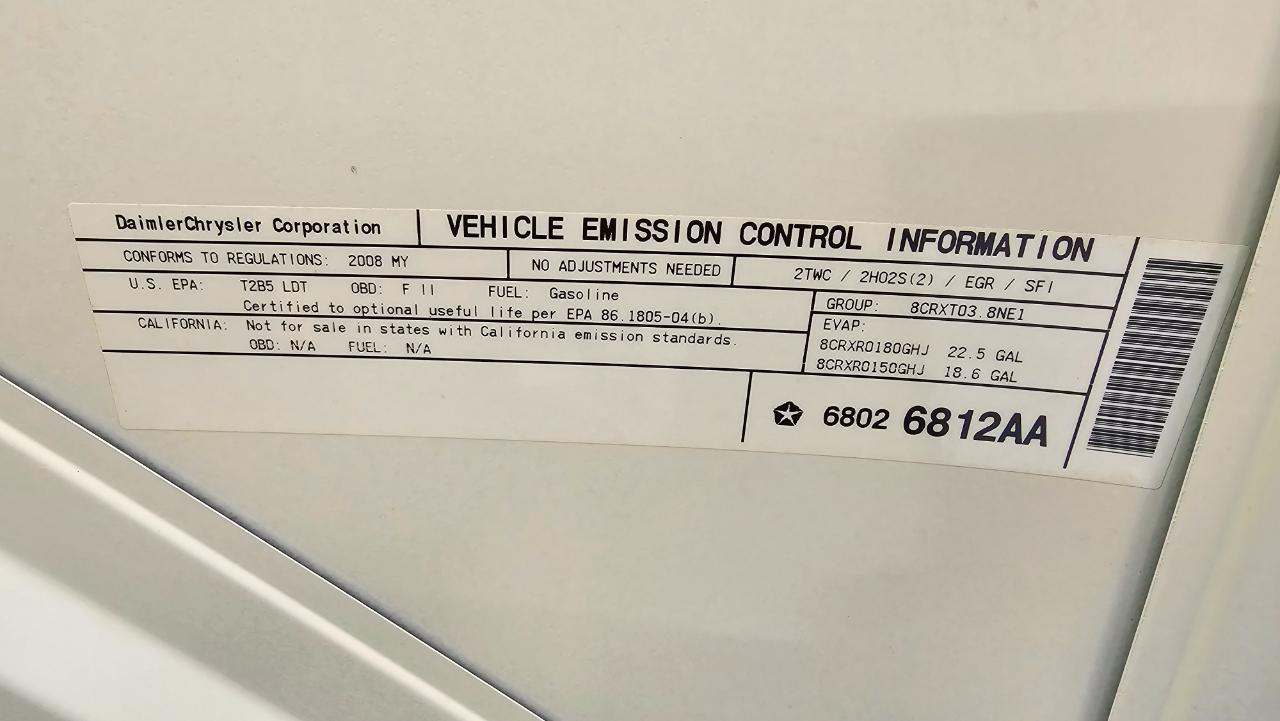 DaimlerChrysler Corporation
VEHICLE EMISSION CONTROL INFORMATION
CONFORMS TO REGULATIONS: 2008 MY
NO ADJUSTMENTS NEEDED
2TWC / 2HO2S(2) / EGR / SFI
U.S. EPA: T2B5 LDT OBD: F II FUEL: Gasoline
Certified to optional useful life per EPA 86.1805-04(b).
CALIFORNIA: Not for sale in states with California emission standards.
OBD: N/A FUEL: N/A
GROUP: 8CRXT03.8NE1
EVAP:
8CRXR0180GHJ 22.5 GAL
8CRXR0150GHJ 18.6 GAL
6802 6812AA